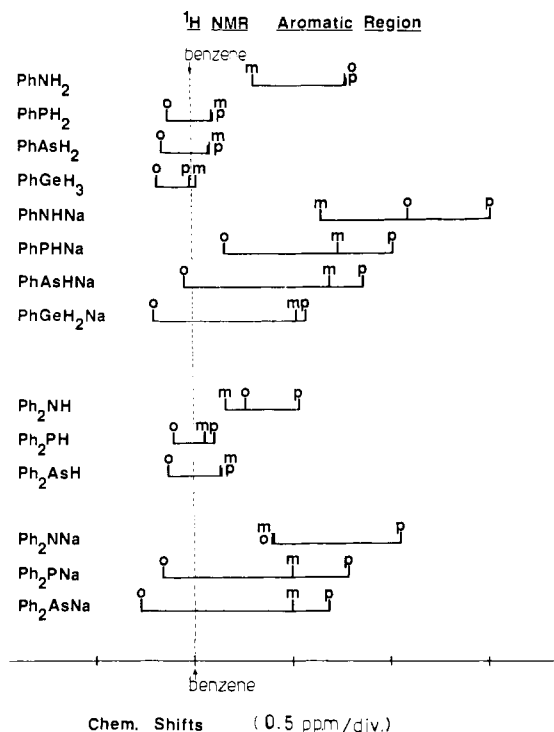 ¹H NMR Aromatic Region
benzene
PhNH₂ m o p
PhPH₂ o m p
PhAsH₂ o m p
PhGeH₃ o p m
PhNHNa m o p
PhPHNa o m p
PhAsHNa o m p
PhGeH₂Na o m p
Ph₂NH m o p
Ph₂PH o m p
Ph₂AsH o m p
Ph₂NNa m o p
Ph₂PNa o m p
Ph₂AsNa o m p
benzene
Chem. Shifts (0.5 ppm/div.)